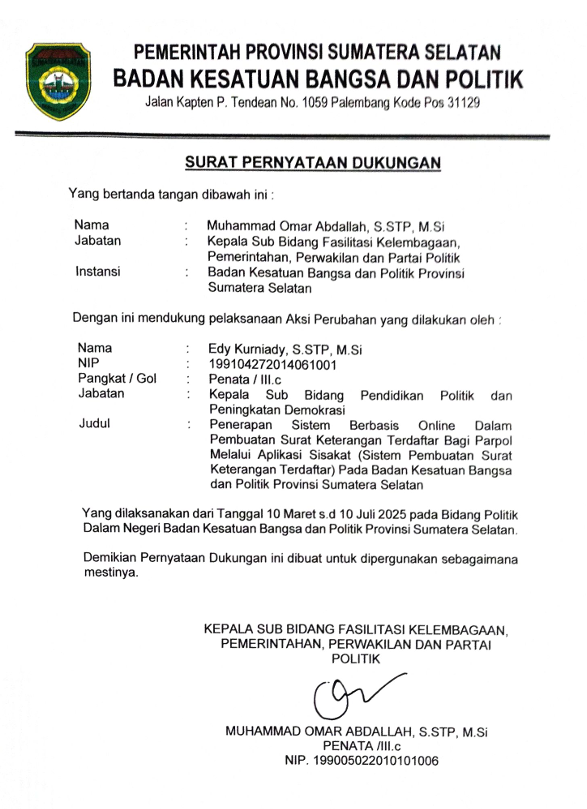 PEMERINTAH PROVINSI SUMATERA SELATAN
BADAN KESATUAN BANGSA DAN POLITIK
Jalan Kapten P. Tendean No. 1059 Palembang Kode Pos 31129
SURAT PERNYATAAN DUKUNGAN
Yang bertanda tangan dibawah ini :
Nama : Muhammad Omar Abdallah, S.STP, M.Si
Jabatan : Kepala Sub Bidang Fasilitasi Kelembagaan,
Pemerintahan, Perwakilan dan Partai Politik
Instansi : Badan Kesatuan Bangsa dan Politik Provinsi
Sumatera Selatan
Dengan ini mendukung pelaksanaan Aksi Perubahan yang dilakukan oleh :
Nama : Edy Kurniady, S.STP, M.Si
NIP : 199104272014061001
Pangkat / Gol : Penata / III.c
Jabatan : Kepala Sub Bidang Pendidikan Politik dan
Peningkatan Demokrasi
Judul : Penerapan Sistem Berbasis Online Dalam
Pembuatan Surat Keterangan Terdaftar Bagi Parpol
Melalui Aplikasi Sisakat (Sistem Pembuatan Surat
Keterangan Terdaftar) Pada Badan Kesatuan Bangsa
dan Politik Provinsi Sumatera Selatan
Yang dilaksanakan dari Tanggal 10 Maret s.d 10 Juli 2025 pada Bidang Politik
Dalam Negeri Badan Kesatuan Bangsa dan Politik Provinsi Sumatera Selatan.
Demikian Pernyataan Dukungan ini dibuat untuk dipergunakan sebagaimana
mestinya.
KEPALA SUB BIDANG FASILITASI KELEMBAGAAN,
PEMERINTAHAN, PERWAKILAN DAN PARTAI
POLITIK
MUHAMMAD OMAR ABDALLAH, S.STP, M.Si
PENATA /III.c
NIP. 199005022010101006